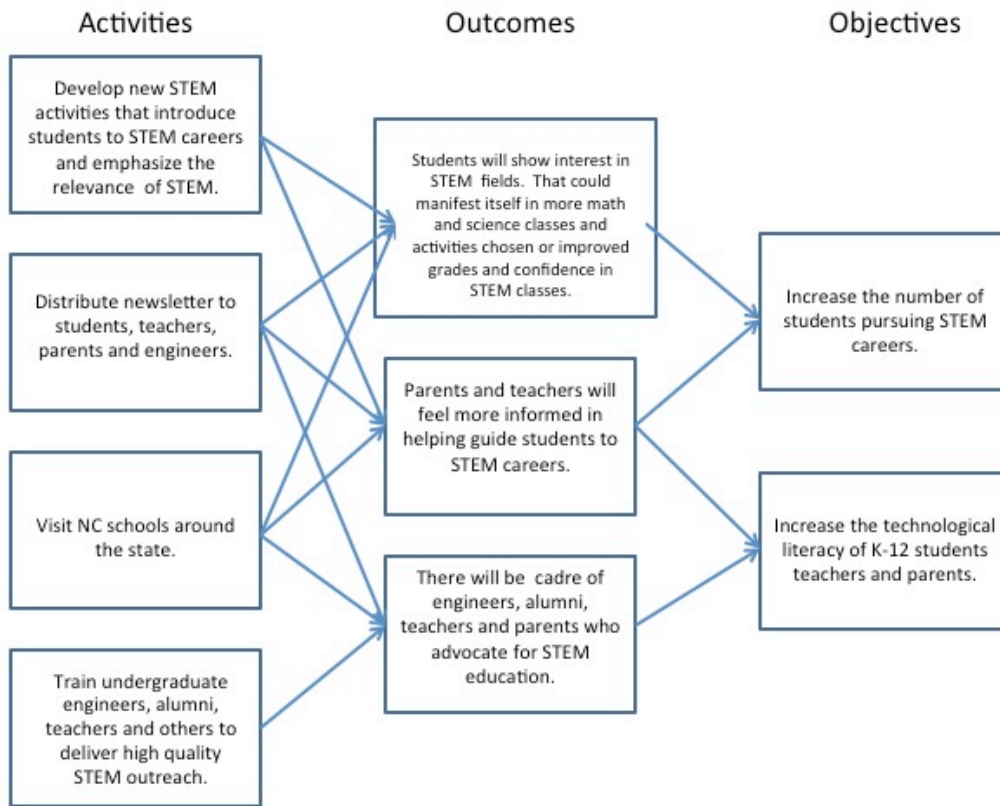 Activities
Outcomes
Objectives
Develop new STEM
activities that introduce
students to STEM careers
and emphasize the
relevance of STEM.
Distribute newsletter to
students, teachers,
parents and engineers.
Visit NC schools around
the state.
Train undergraduate
engineers, alumni,
teachers and others to
deliver high quality
STEM outreach.
Students will show interest in
STEM fields. That could
manifest itself in more math
and science classes and
activities chosen or improved
grades and confidence in
STEM classes.
Parents and teachers will
feel more informed in
helping guide students to
STEM careers.
There will be cadre of
engineers, alumni,
teachers and parents who
advocate for STEM
education.
Increase the number of
students pursuing STEM
careers.
Increase the technological
literacy of K-12 students
teachers and parents.